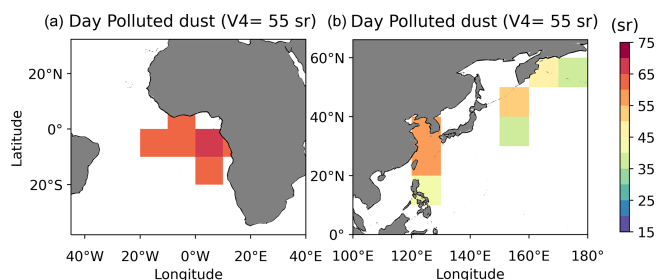 (a) Day Polluted dust (V4= 55 sr)
(b) Day Polluted dust (V4= 55 sr)
(sr)
75
65
55
45
35
25
15
Latitude
20°N
0°
20°S
40°W 20°W 0°W 20°E 40°E
Longitude
60°N
40°N
20°N
0°
100°E 120°E 140°E 160°E 180°
Longitude